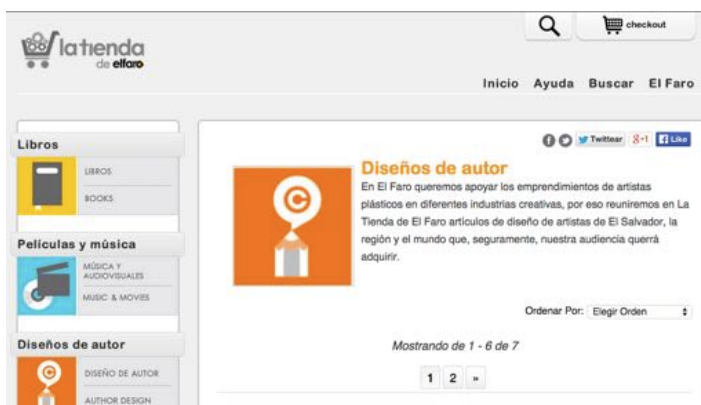 la tienda
de elfaro
checkout
Inicio Ayuda Buscar El Faro
Libros
LIBROS
BOOKS
Películas y música
MÚSICA Y
AUDIOVISUALES
MUSIC & MOVIES
Diseños de autor
DISEÑO DE AUTOR
AUTHOR DESIGN
Twittear 8+1 Like
Diseños de autor
En El Faro queremos apoyar los emprendimientos de artistas
plásticos en diferentes industrias creativas, por eso reuniremos en La
Tienda de El Faro artículos de diseño de artistas de El Salvador, la
región y el mundo que, seguramente, nuestra audiencia querrá
adquirir.
Ordenar Por: Elegir Orden
Mostrando de 1 - 6 de 7
1 2 »